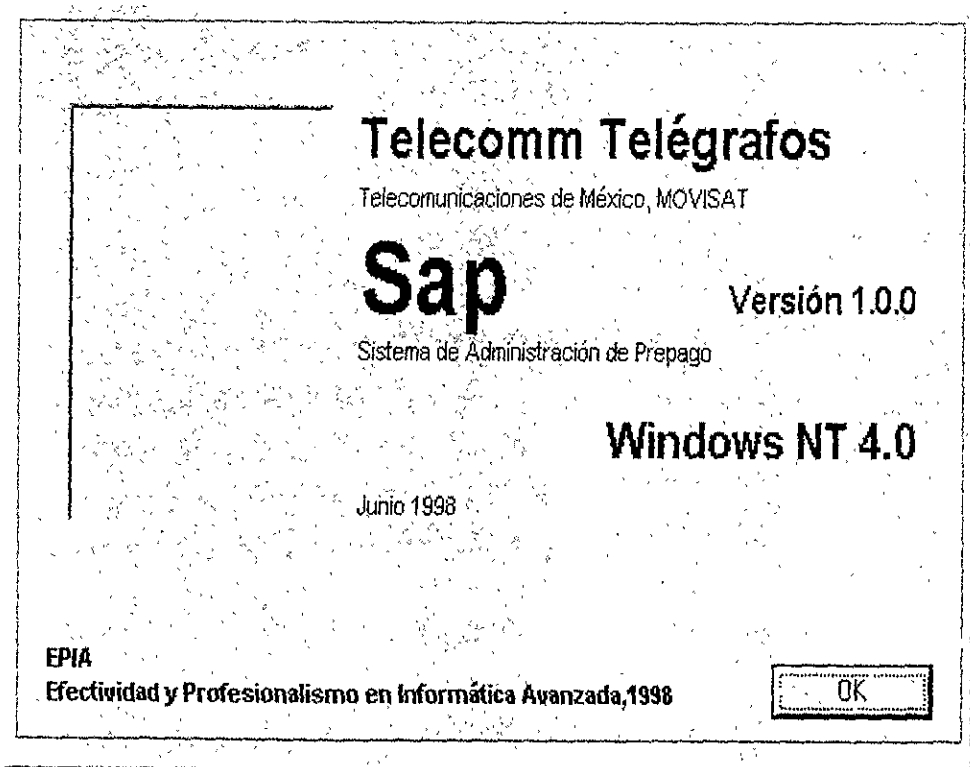 Telecomm Telégrafos
Telecomunicaciones de México, MOVISAT
Sap
Versión 1.0.0
Sistema de Administración de Prepago
Windows NT 4.0
Junio 1998
EPIA
Efectividad y Profesionalismo en Informática Avanzada,1998
OK